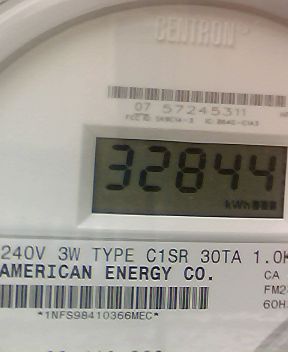 CENTRON
07 57245311
32844
kWh
240V 3W TYPE C1SR 30TA 1.0K
AMERICAN ENERGY CO.
CA
FM2
60H
*1NFS98410366MEC*